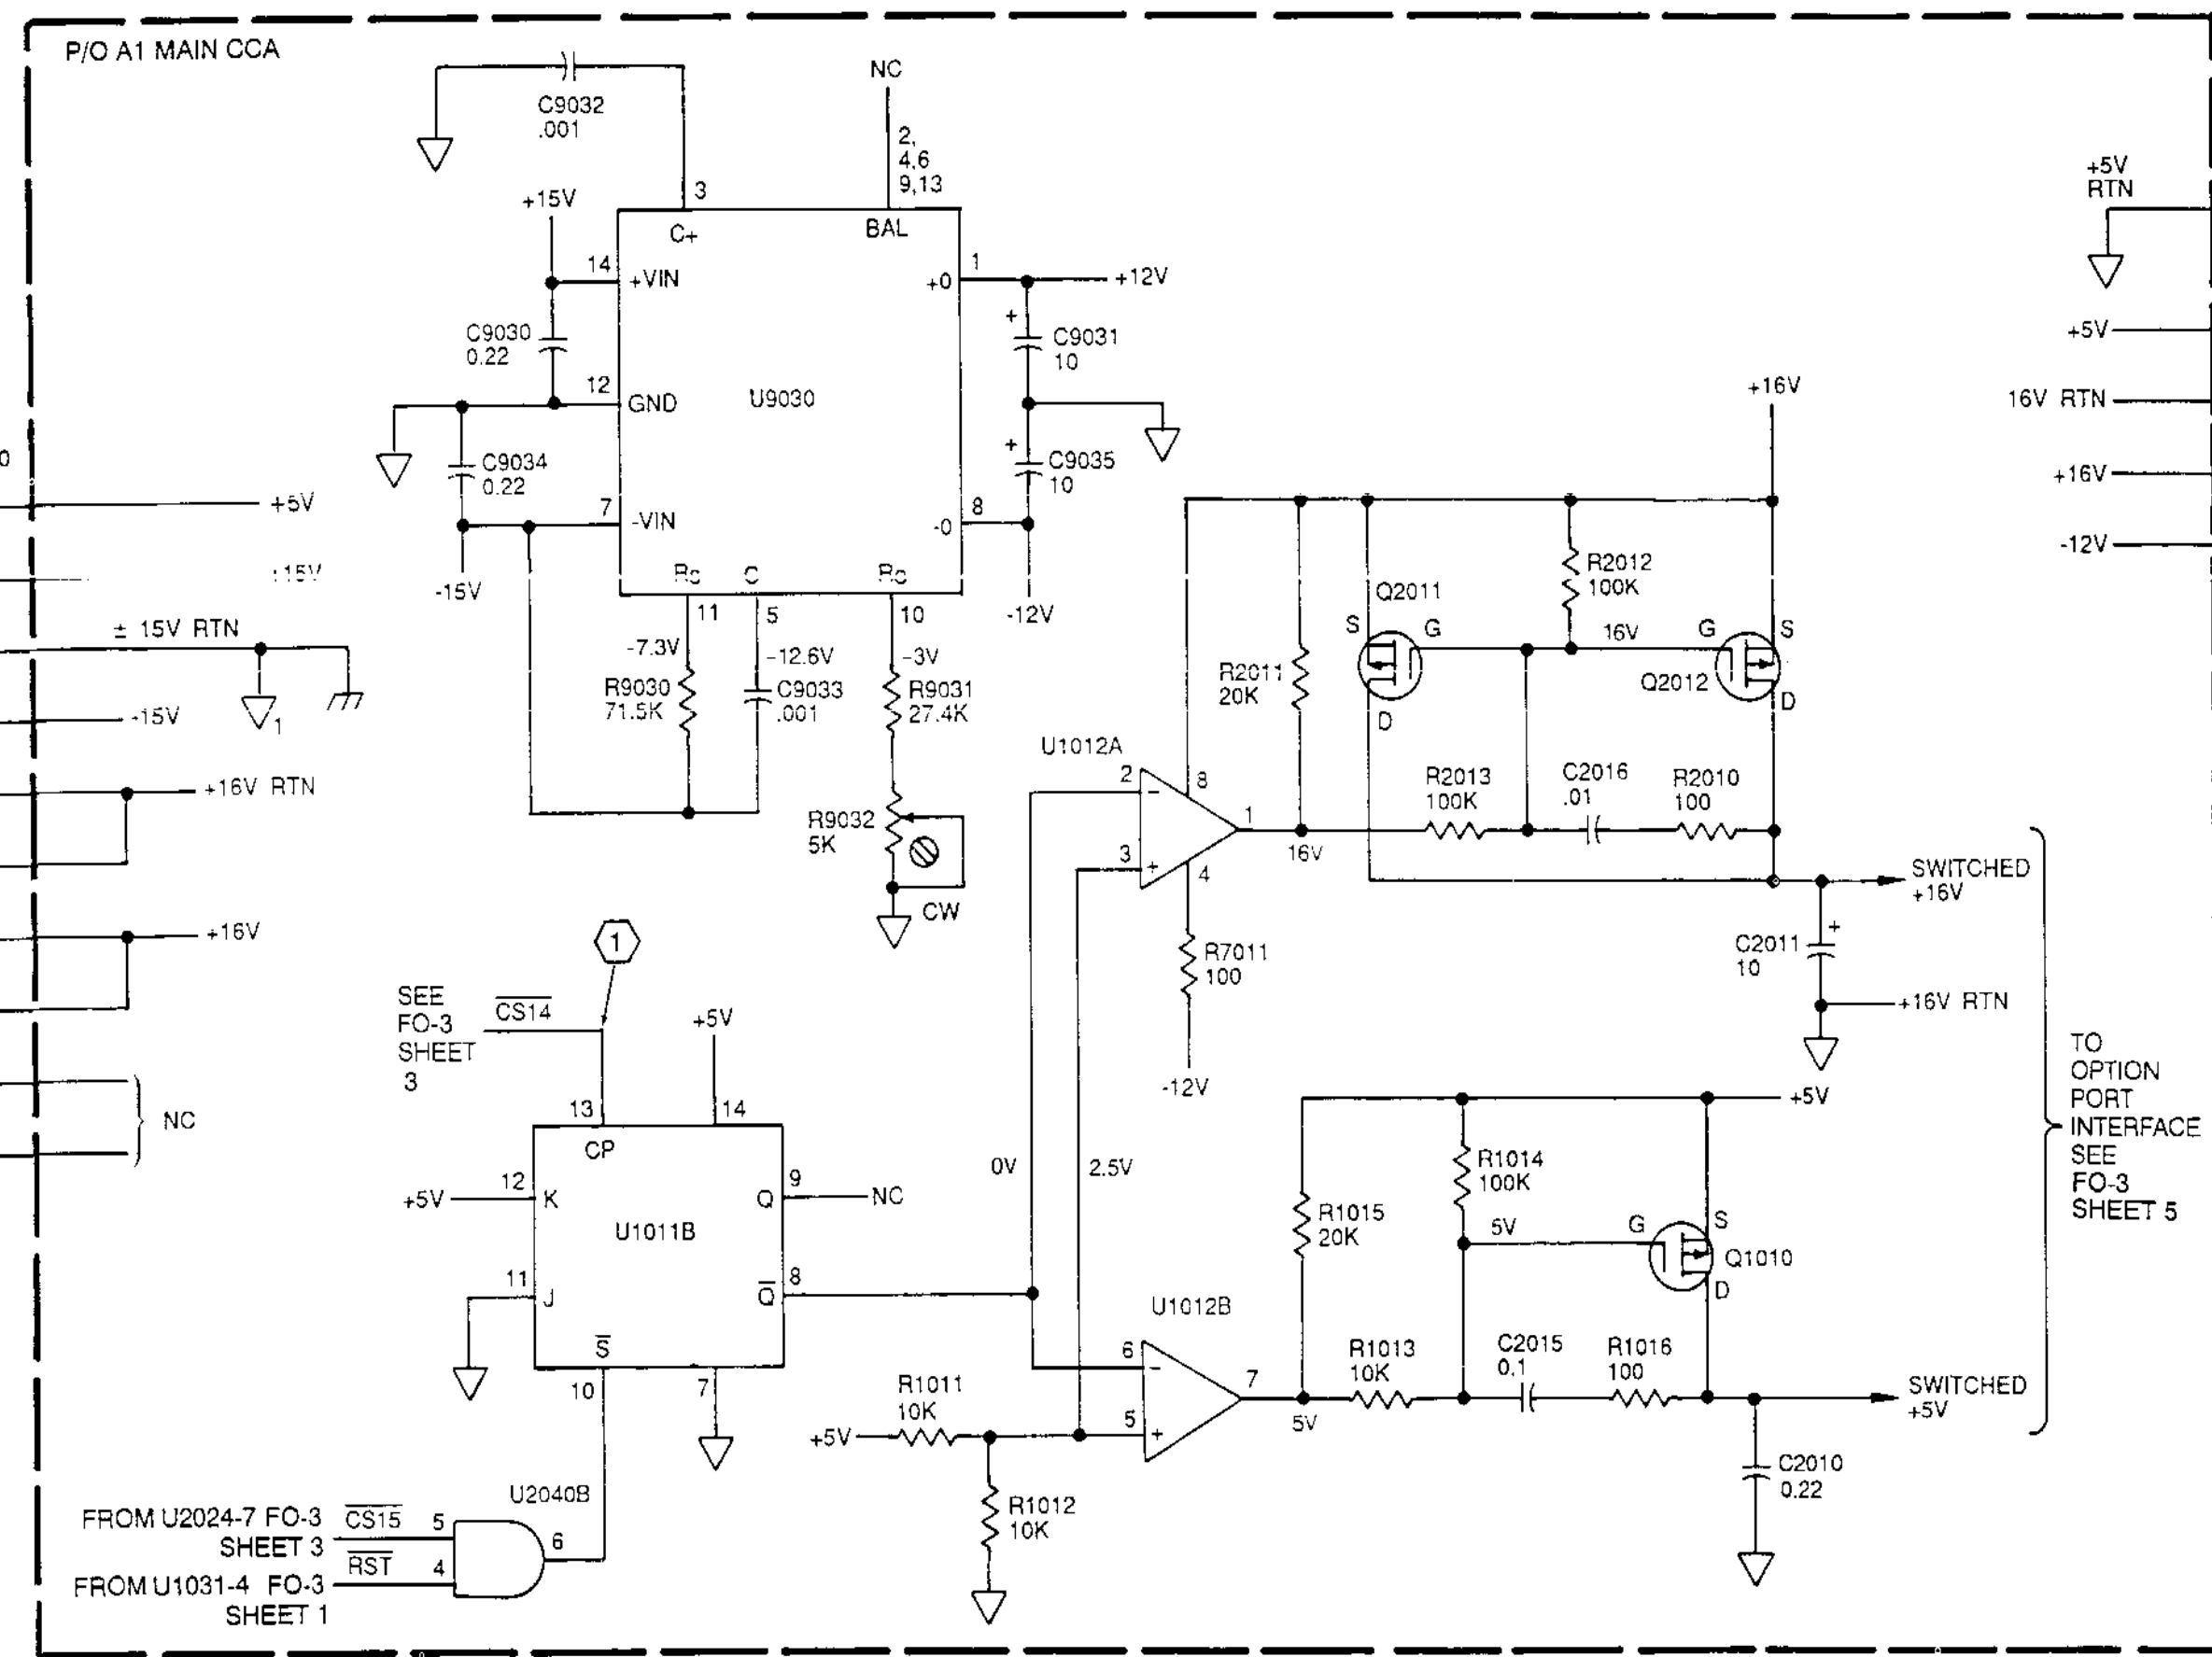 P/O A1 MAIN CCA
C9032
.001
NC
2,
4,6
9,13
3
C+
BAL
+15V
14
+VIN
1
+0
+12V
C9030
0.22
+
C9031
10
12
GND
U9030
C9034
0.22
+
C9035
10
7
-VIN
8
-0
-15V
-12V
Rc
C
Rc
11
5
10
-7.3V
-12.6V
-3V
R9030
71.5K
C9033
.001
R9031
27.4K
R9032
5K
CW
0
+5V
+15V
± 15V RTN
1
-15V
+16V RTN
+16V
NC
+5V
RTN
+5V
16V RTN
+16V
-12V
+16V
Q2011
R2012
100K
S
G
16V
G
S
Q2012
D
D
R2011
20K
U1012A
2
-
8
3
+
4
1
16V
R2013
100K
C2016
.01
R2010
100
SWITCHED
+16V
R7011
100
-12V
C2011
10
+
+16V RTN
1
SEE
FO-3
SHEET
3
C̅S̅1̅4̅
+5V
13
14
CP
+5V
12
K
9
Q
NC
U1011B
11
J
8
Q̅
S̅
10
7
0V
2.5V
+5V
R1014
100K
R1015
20K
5V
G
S
Q1010
D
U1012B
6
-
5
+
7
5V
R1013
10K
C2015
0.1
R1016
100
SWITCHED
+5V
C2010
0.22
R1011
10K
+5V
R1012
10K
TO
OPTION
PORT
INTERFACE
SEE
FO-3
SHEET 5
U2040B
FROM U2024-7 FO-3
SHEET 3
C̅S̅1̅5̅
5
6
R̅S̅T̅
4
FROM U1031-4 FO-3
SHEET 1